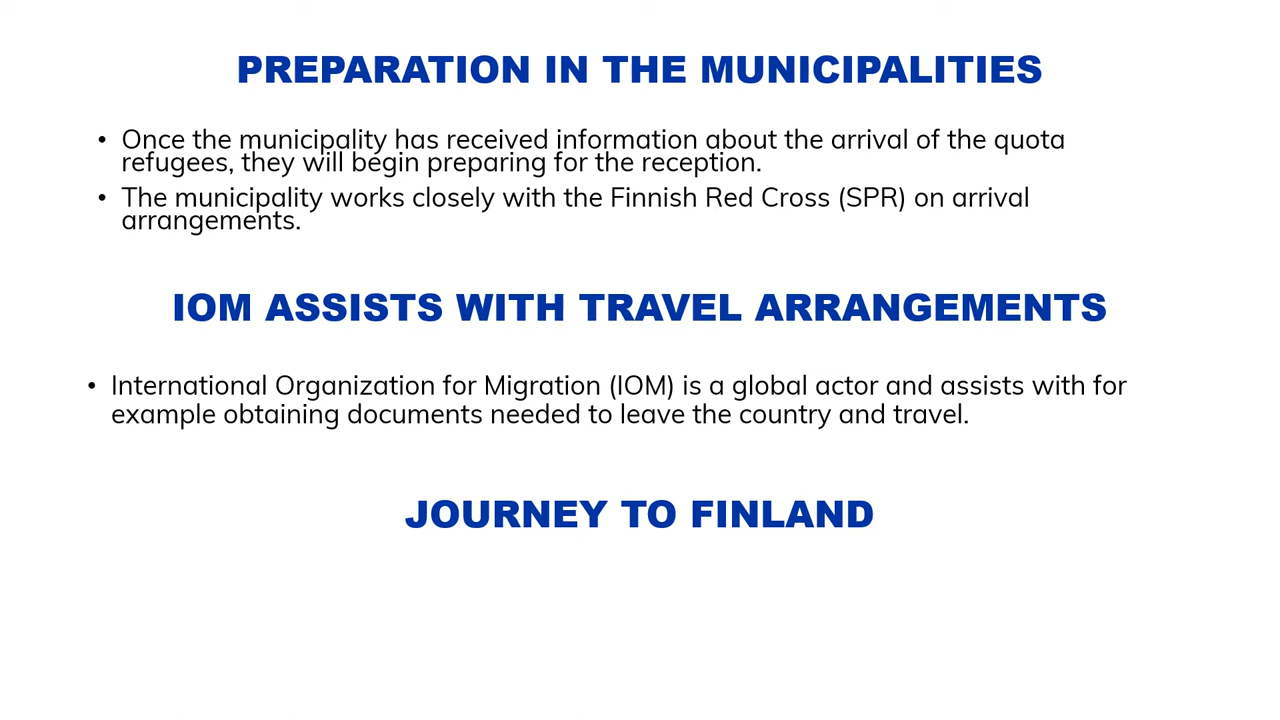 PREPARATION IN THE MUNICIPALITIES
• Once the municipality has received information about the arrival of the quota
refugees, they will begin preparing for the reception.
• The municipality works closely with the Finnish Red Cross (SPR) on arrival
arrangements.
IOM ASSISTS WITH TRAVEL ARRANGEMENTS
• International Organization for Migration (IOM) is a global actor and assists with for
example obtaining documents needed to leave the country and travel.
JOURNEY TO FINLAND